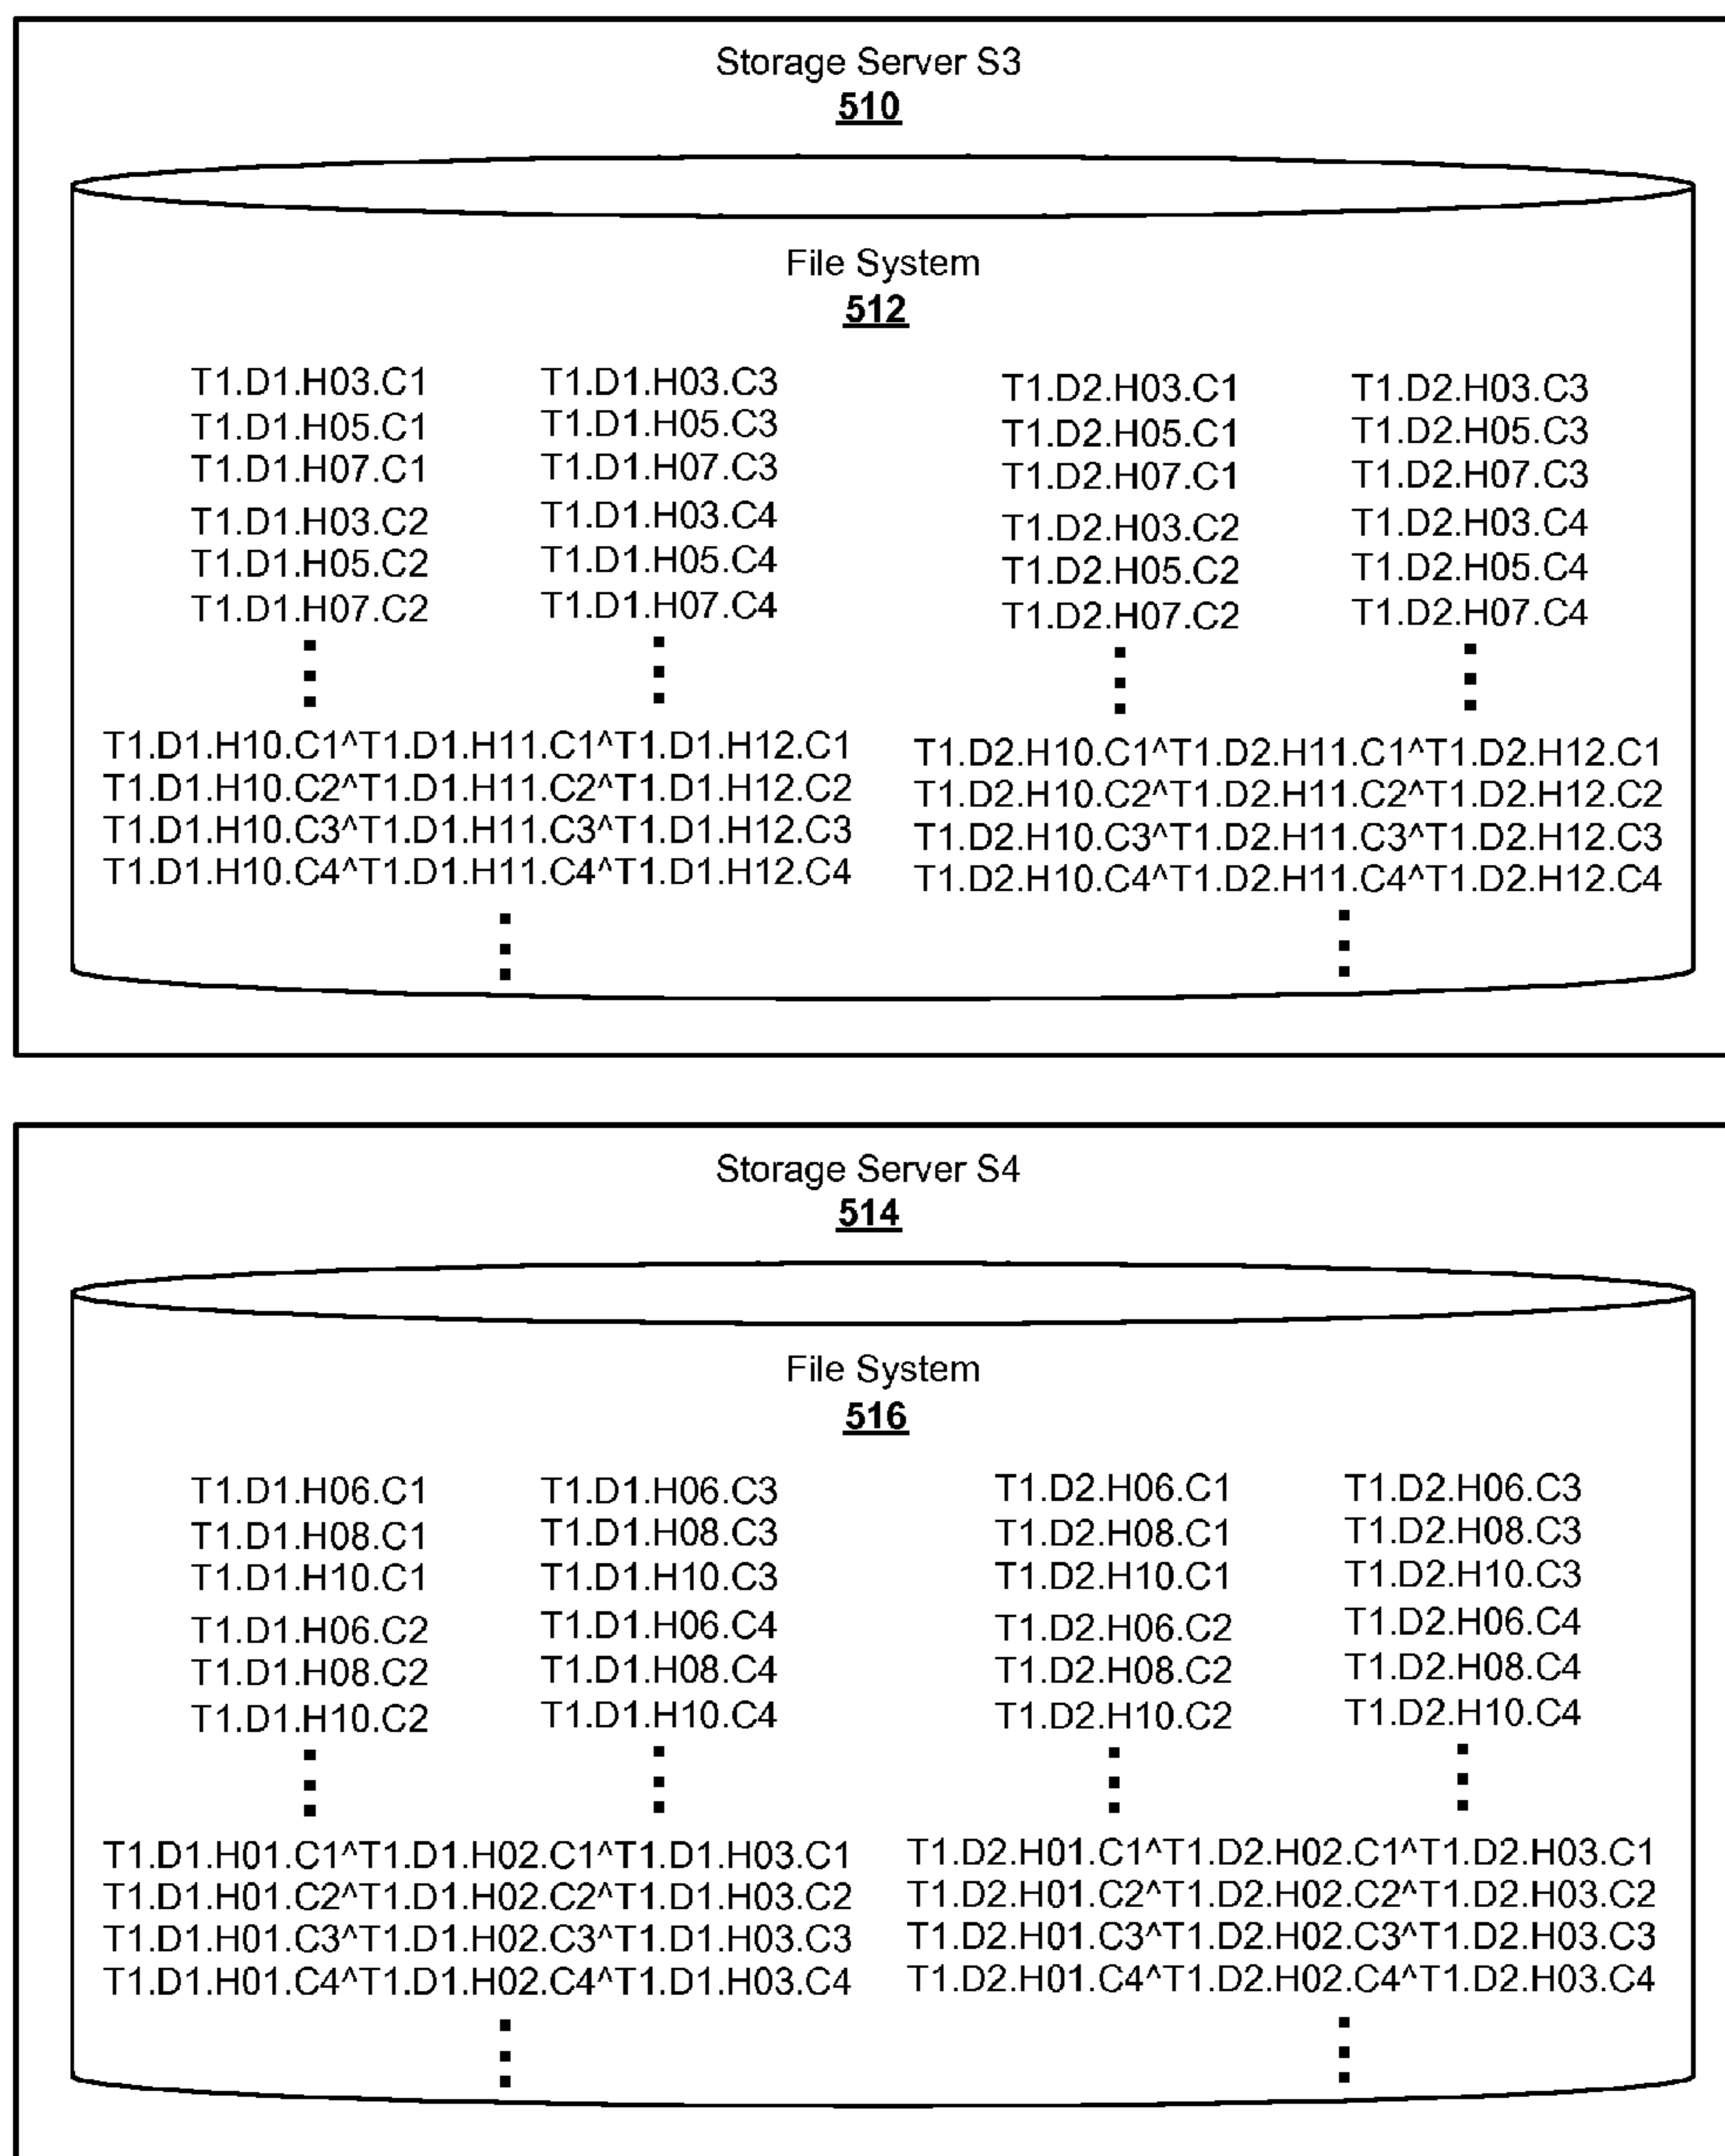 Storage Server S3
510
File System
512
T1.D1.H03.C1 T1.D1.H03.C3 T1.D2.H03.C1 T1.D2.H03.C3
T1.D1.H05.C1 T1.D1.H05.C3 T1.D2.H05.C1 T1.D2.H05.C3
T1.D1.H07.C1 T1.D1.H07.C3 T1.D2.H07.C1 T1.D2.H07.C3
T1.D1.H03.C2 T1.D1.H03.C4 T1.D2.H03.C2 T1.D2.H03.C4
T1.D1.H05.C2 T1.D1.H05.C4 T1.D2.H05.C2 T1.D2.H05.C4
T1.D1.H07.C2 T1.D1.H07.C4 T1.D2.H07.C2 T1.D2.H07.C4
T1.D1.H10.C1^T1.D1.H11.C1^T1.D1.H12.C1 T1.D2.H10.C1^T1.D2.H11.C1^T1.D2.H12.C1
T1.D1.H10.C2^T1.D1.H11.C2^T1.D1.H12.C2 T1.D2.H10.C2^T1.D2.H11.C2^T1.D2.H12.C2
T1.D1.H10.C3^T1.D1.H11.C3^T1.D1.H12.C3 T1.D2.H10.C3^T1.D2.H11.C3^T1.D2.H12.C3
T1.D1.H10.C4^T1.D1.H11.C4^T1.D1.H12.C4 T1.D2.H10.C4^T1.D2.H11.C4^T1.D2.H12.C4
Storage Server S4
514
File System
516
T1.D1.H06.C1 T1.D1.H06.C3 T1.D2.H06.C1 T1.D2.H06.C3
T1.D1.H08.C1 T1.D1.H08.C3 T1.D2.H08.C1 T1.D2.H08.C3
T1.D1.H10.C1 T1.D1.H10.C3 T1.D2.H10.C1 T1.D2.H10.C3
T1.D1.H06.C2 T1.D1.H06.C4 T1.D2.H06.C2 T1.D2.H06.C4
T1.D1.H08.C2 T1.D1.H08.C4 T1.D2.H08.C2 T1.D2.H08.C4
T1.D1.H10.C2 T1.D1.H10.C4 T1.D2.H10.C2 T1.D2.H10.C4
T1.D1.H01.C1^T1.D1.H02.C1^T1.D1.H03.C1 T1.D2.H01.C1^T1.D2.H02.C1^T1.D2.H03.C1
T1.D1.H01.C2^T1.D1.H02.C2^T1.D1.H03.C2 T1.D2.H01.C2^T1.D2.H02.C2^T1.D2.H03.C2
T1.D1.H01.C3^T1.D1.H02.C3^T1.D1.H03.C3 T1.D2.H01.C3^T1.D2.H02.C3^T1.D2.H03.C3
T1.D1.H01.C4^T1.D1.H02.C4^T1.D1.H03.C4 T1.D2.H01.C4^T1.D2.H02.C4^T1.D2.H03.C4